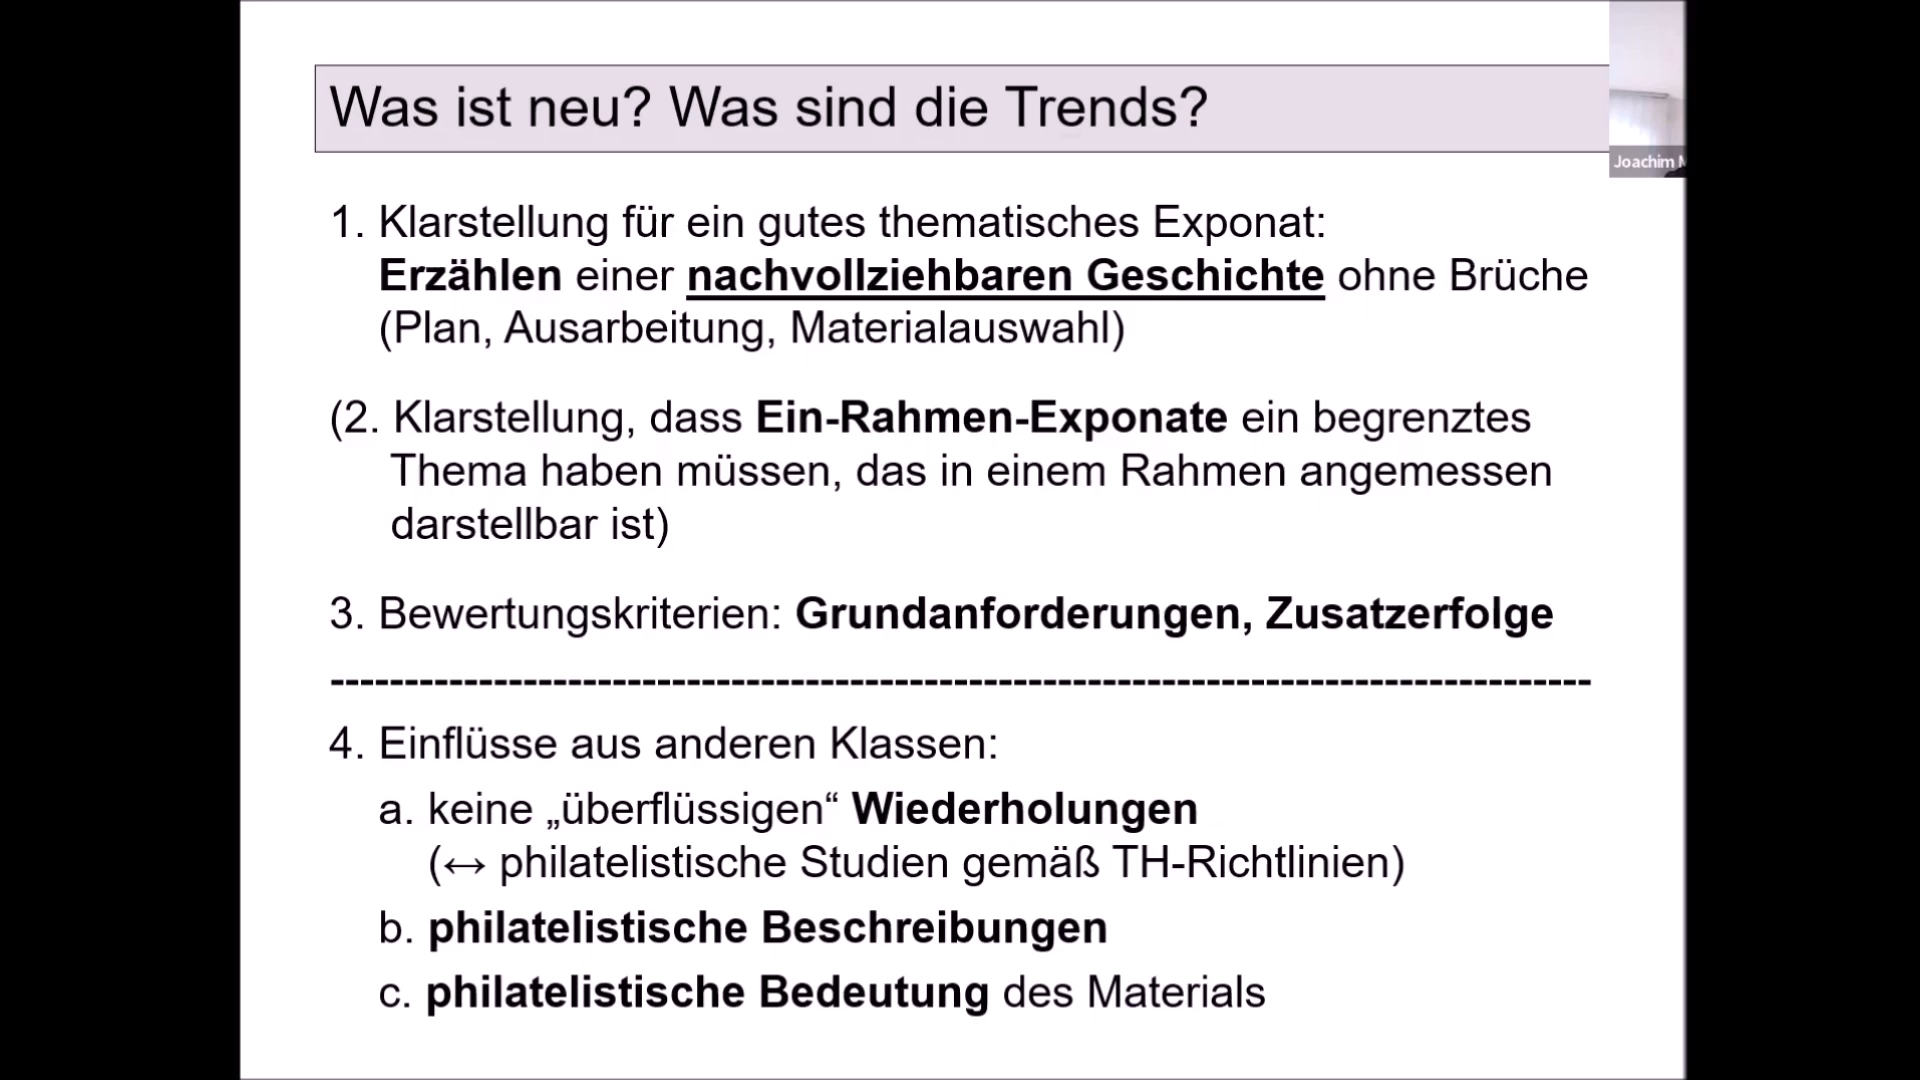 Was ist neu? Was sind die Trends?
Joachim M
1. Klarstellung für ein gutes thematisches Exponat:
Erzählen einer nachvollziehbaren Geschichte ohne Brüche
(Plan, Ausarbeitung, Materialauswahl)
(2. Klarstellung, dass Ein-Rahmen-Exponate ein begrenztes
Thema haben müssen, das in einem Rahmen angemessen
darstellbar ist)
3. Bewertungskriterien: Grundanforderungen, Zusatzerfolge
-------------------------------------------------------------------------------------
4. Einflüsse aus anderen Klassen:
a. keine „überflüssigen“ Wiederholungen
(↔ philatelistische Studien gemäß TH-Richtlinien)
b. philatelistische Beschreibungen
c. philatelistische Bedeutung des Materials